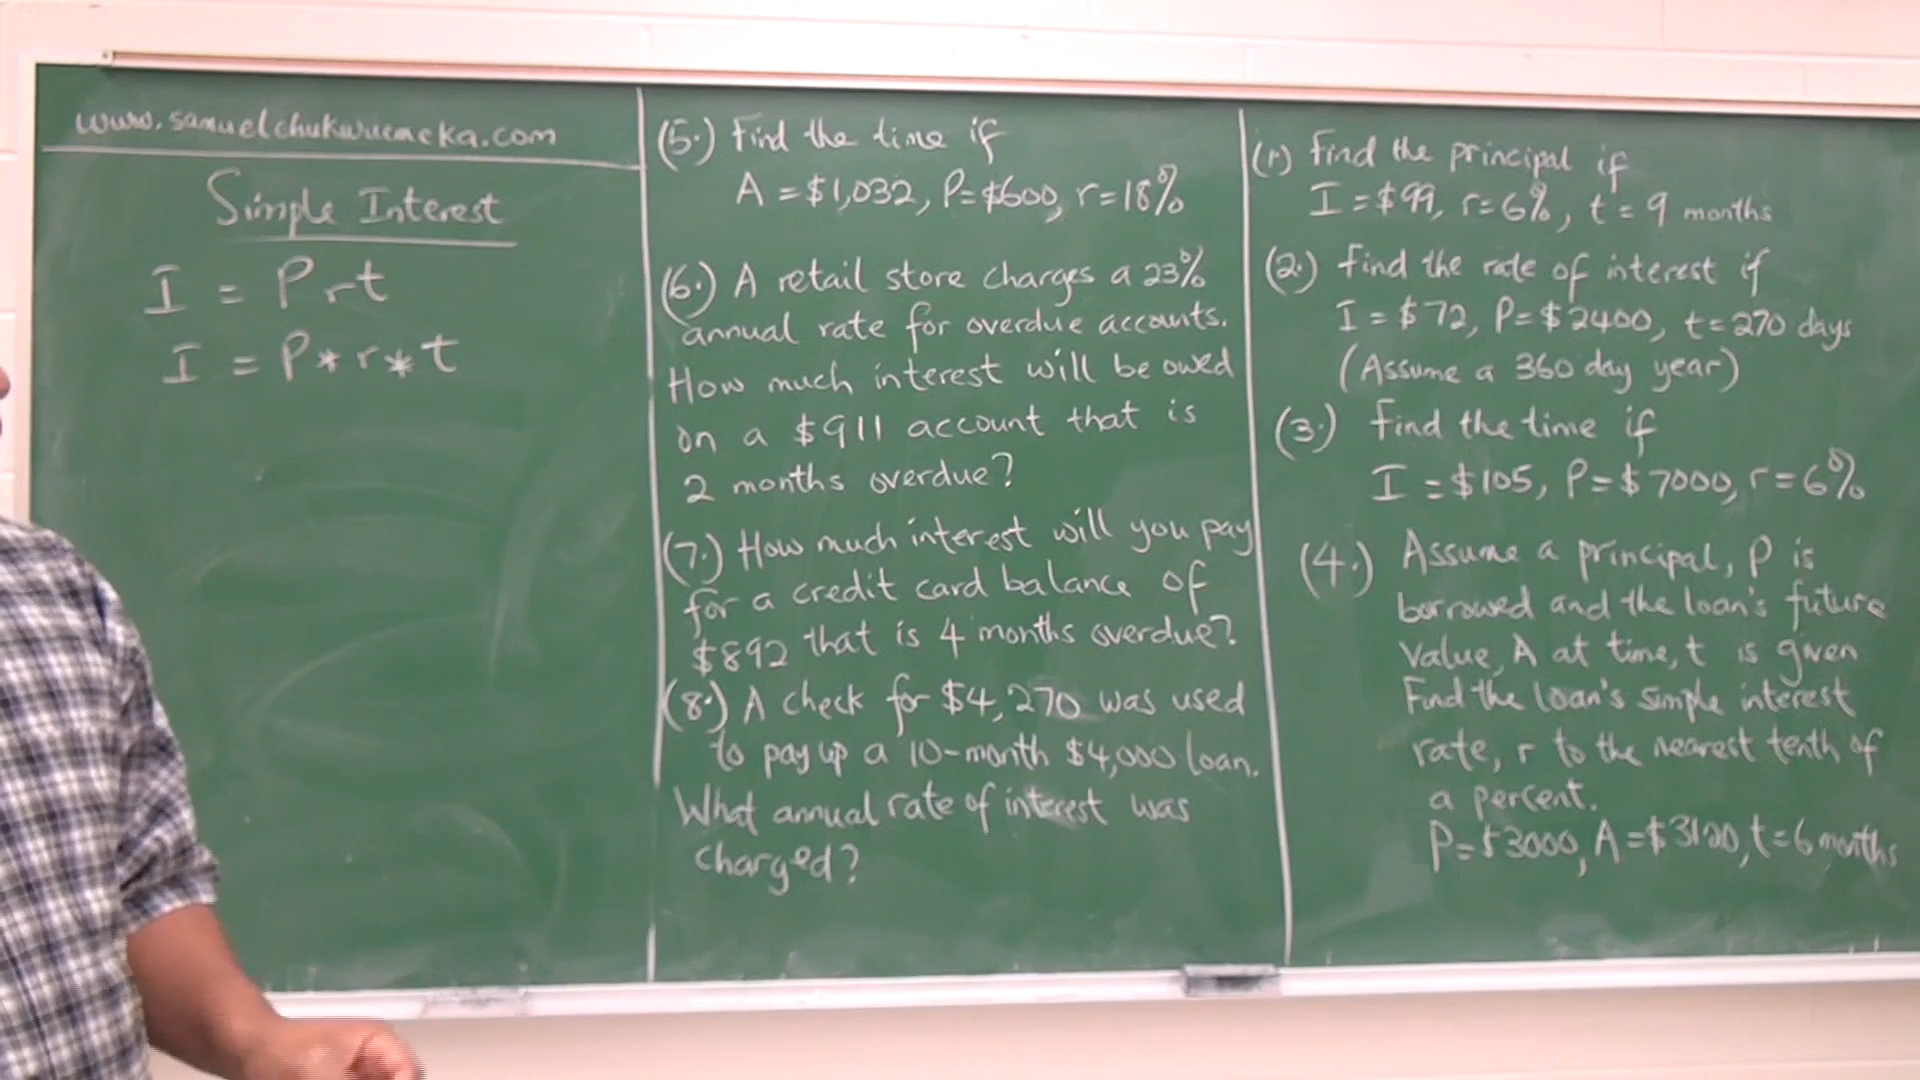 www.samuelchukwuemeka.com
Simple Interest
I = Prt
I = P*r*t
(5.) Find the time if
A = $1,032, P=$600, r=18%
(6.) A retail store charges a 23%
annual rate for overdue accounts.
How much interest will be owed
on a $911 account that is
2 months overdue?
(7.) How much interest will you pay
for a credit card balance of
$892 that is 4 months overdue?
(8.) A check for $4,270 was used
to pay up a 10-month $4,000 loan.
What annual rate of interest was
charged?
(1.) Find the principal if
I = $99, r=6%, t = 9 months
(2.) Find the rate of interest if
I = $72, P=$2400, t=270 days
(Assume a 360 day year)
(3.) Find the time if
I = $105, P=$7000, r=6%
(4.) Assume a principal, P is
borrowed and the loan's future
value, A at time, t is given
Find the loan's simple interest
rate, r to the nearest tenth of
a percent.
P=$3000, A=$3120, t=6 months